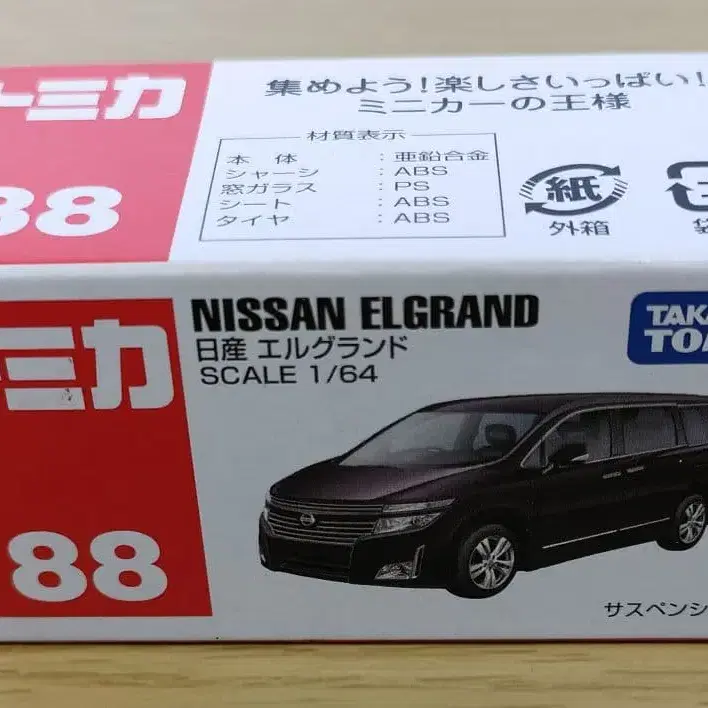 トミカ
88
集めよう!楽しさいっぱい!
ミニカーの王様
材質表示
本体 : 亜鉛合金
シャーシ : ABS
窓ガラス : PS
シート : ABS
タイヤ : ABS
紙
外箱
袋
トミカ
88
NISSAN ELGRAND
日産 エルグランド
SCALE 1/64
TAKA
TO
サスペンシ